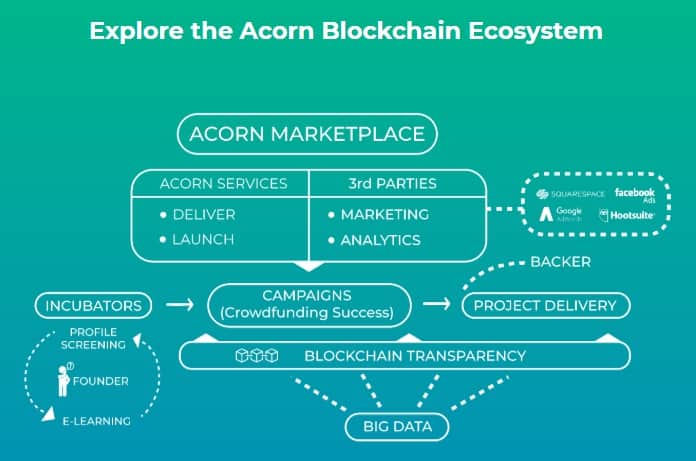 Explore the Acorn Blockchain Ecosystem
ACORN MARKETPLACE
ACORN SERVICES
3rd PARTIES
• DELIVER
• MARKETING
• LAUNCH
• ANALYTICS
SQUARESPACE
facebook
Ads
Google
AdWords
Hootsuite
BACKER
INCUBATORS
CAMPAIGNS
(Crowdfunding Success)
PROJECT DELIVERY
PROFILE
SCREENING
?
FOUNDER
E-LEARNING
BLOCKCHAIN TRANSPARENCY
BIG DATA